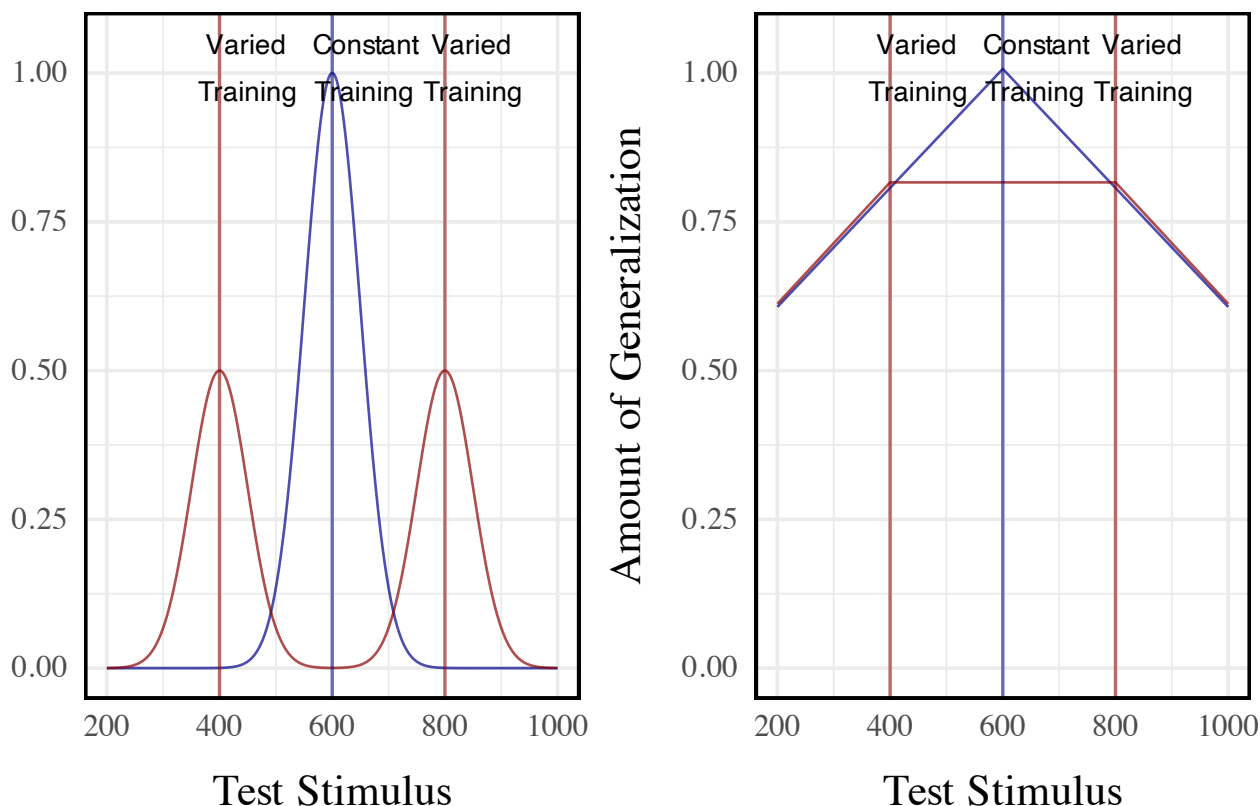 Varied Constant Varied
Training Training Training
1.00
0.75
0.50
0.25
0.00
200 400 600 800 1000
Test Stimulus
Amount of Generalization
Varied Constant Varied
Training Training Training
1.00
0.75
0.50
0.25
0.00
200 400 600 800 1000
Test Stimulus